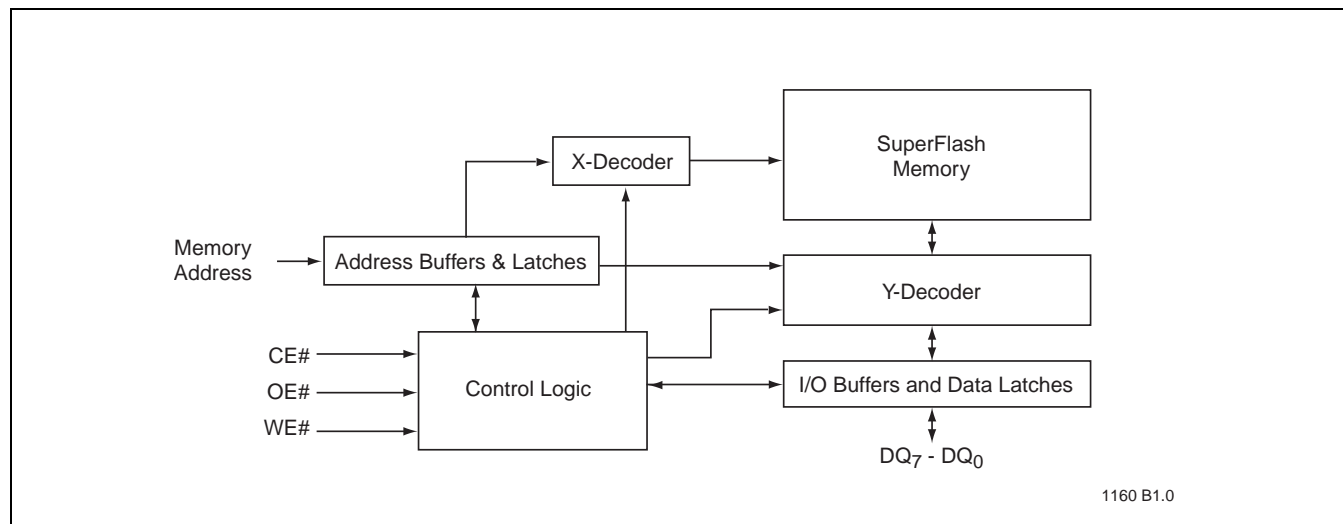 SuperFlash
Memory
X-Decoder
Memory
Address
Address Buffers & Latches
Y-Decoder
CE#
OE#
WE#
Control Logic
I/O Buffers and Data Latches
DQ7 - DQ0
1160 B1.0